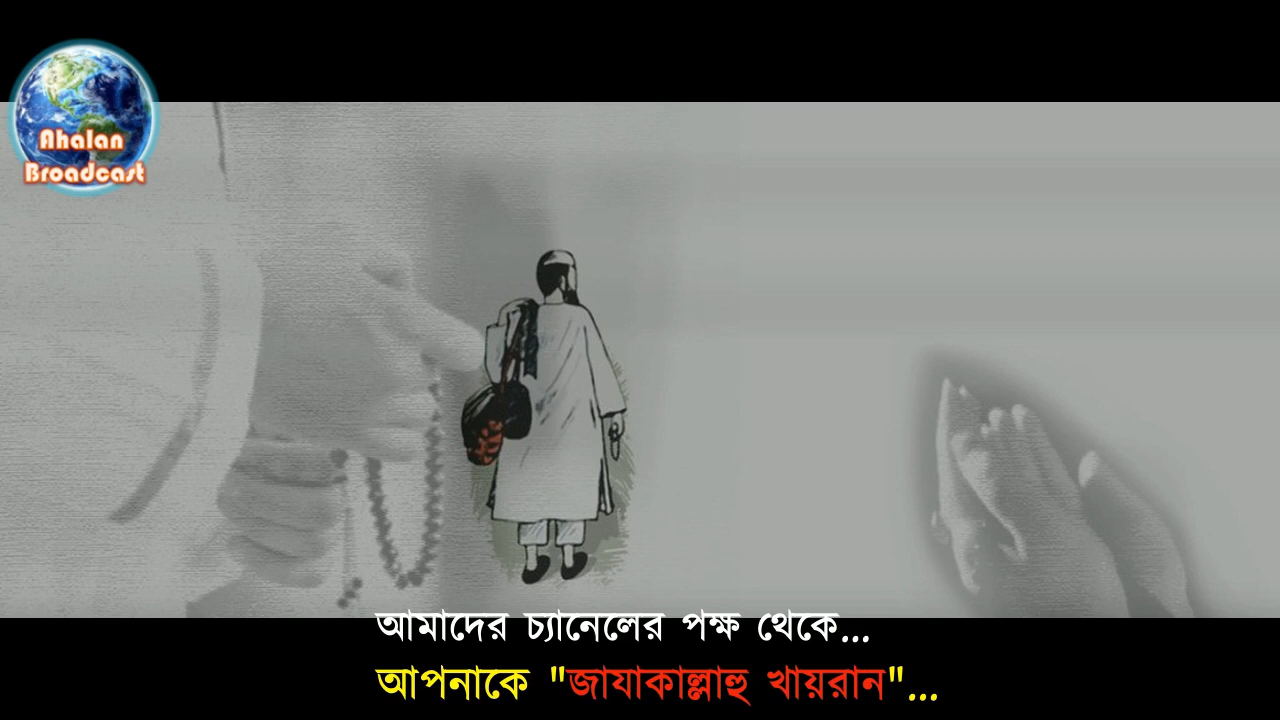 Ahalan
Broadcast
আমাদের চ্যানেলের পক্ষ থেকে...
আপনাকে "জাযাকাল্লাহু খায়রান"...